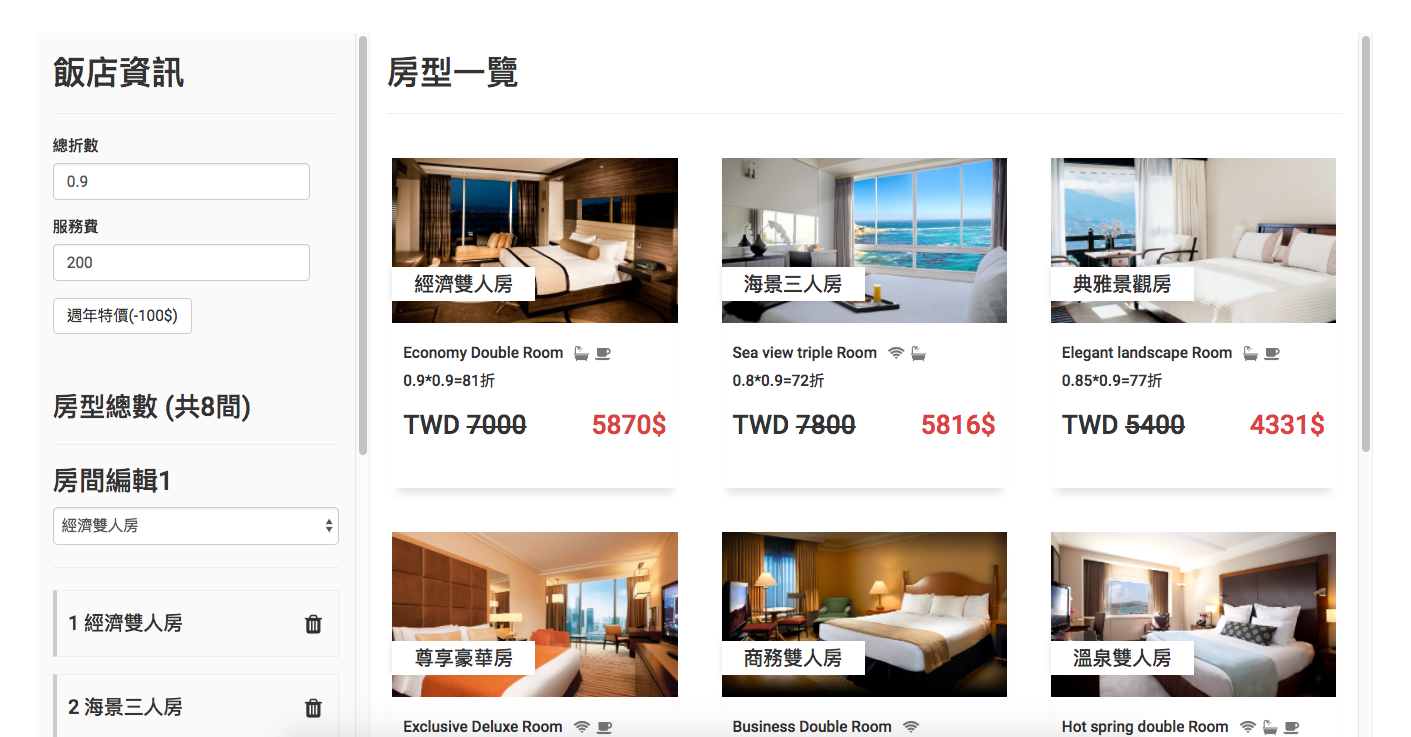 飯店資訊
總折數
0.9
服務費
200
週年特價(-100$)
房型總數 (共8間)
房間編輯1
經濟雙人房
1 經濟雙人房
2 海景三人房
房型一覽
經濟雙人房
Economy Double Room
0.9*0.9=81折
TWD 7000 5870$
海景三人房
Sea view triple Room
0.8*0.9=72折
TWD 7800 5816$
典雅景觀房
Elegant landscape Room
0.85*0.9=77折
TWD 5400 4331$
尊享豪華房
Exclusive Deluxe Room
商務雙人房
Business Double Room
溫泉雙人房
Hot spring double Room